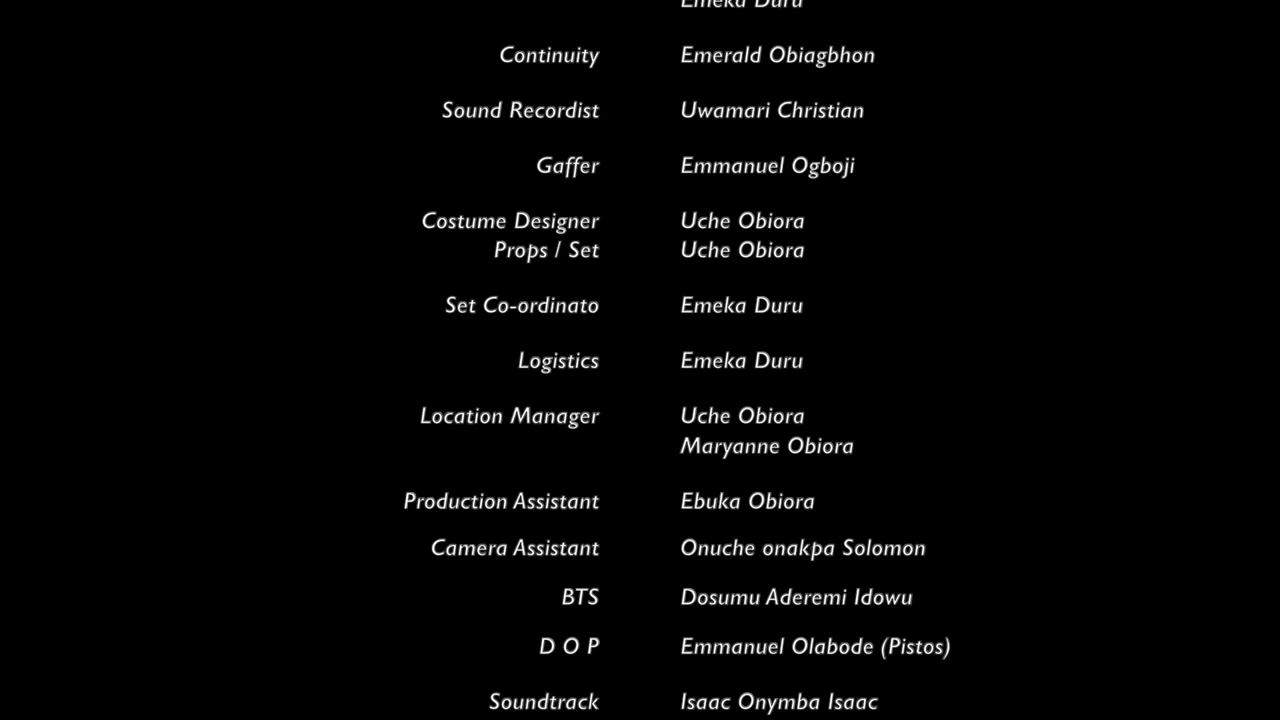 Emeka Duru
Continuity Emerald Obiagbhon
Sound Recordist Uwamari Christian
Gaffer Emmanuel Ogboji
Costume Designer Uche Obiora
Props / Set Uche Obiora
Set Co-ordinato Emeka Duru
Logistics Emeka Duru
Location Manager Uche Obiora
Maryanne Obiora
Production Assistant Ebuka Obiora
Camera Assistant Onuche onakpa Solomon
BTS Dosumu Aderemi Idowu
D O P Emmanuel Olabode (Pistos)
Soundtrack Isaac Onymba Isaac